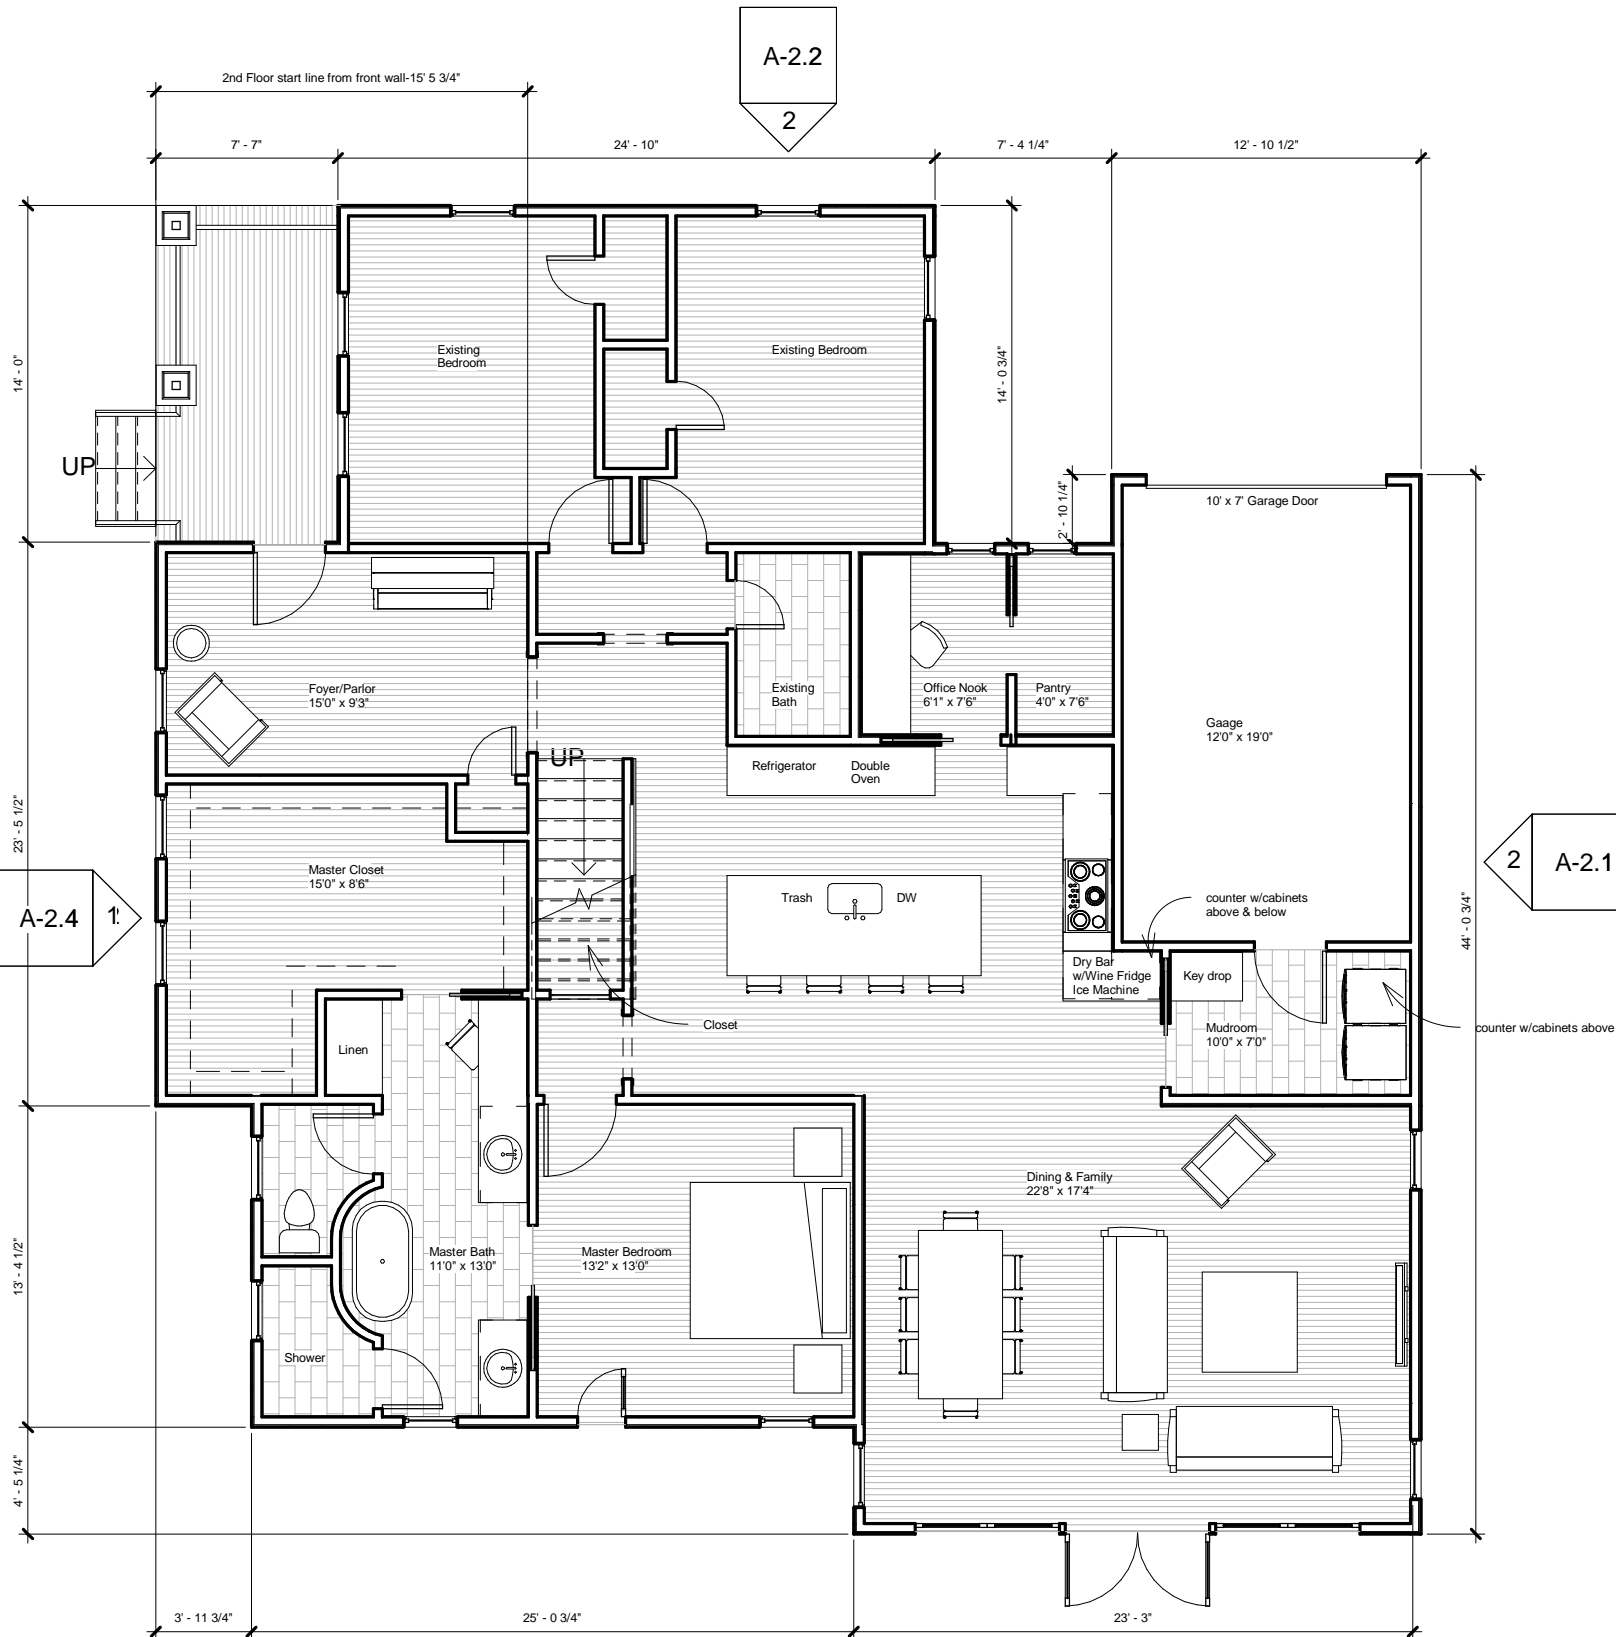 A-2.2
2
2nd Floor start line from front wall-15' 5 3/4"
7' - 7"
24' - 10"
7' - 4 1/4"
12' - 10 1/2"
14' - 0"
14' - 0 3/4"
2' - 10 1/4"
Existing
Bedroom
Existing Bedroom
UP
10' x 7' Garage Door
Foyer/Parlor
15'0" x 9'3"
Existing
Bath
Office Nook
6'1" x 7'6"
Pantry
4'0" x 7'6"
Gaage
12'0" x 19'0"
UP
Refrigerator
Double
Oven
23' - 5 1/2"
Master Closet
15'0" x 8'6"
Trash
DW
counter w/cabinets
above & below
A-2.4
1
2
A-2.1
44' - 0 3/4"
Dry Bar
w/Wine Fridge
Ice Machine
Key drop
Closet
Mudroom
10'0" x 7'0"
counter w/cabinets above
Linen
Dining & Family
22'8" x 17'4"
Master Bath
11'0" x 13'0"
Master Bedroom
13'2" x 13'0"
13' - 4 1/2"
Shower
4' - 5 1/4"
3' - 11 3/4"
25' - 0 3/4"
23' - 3"